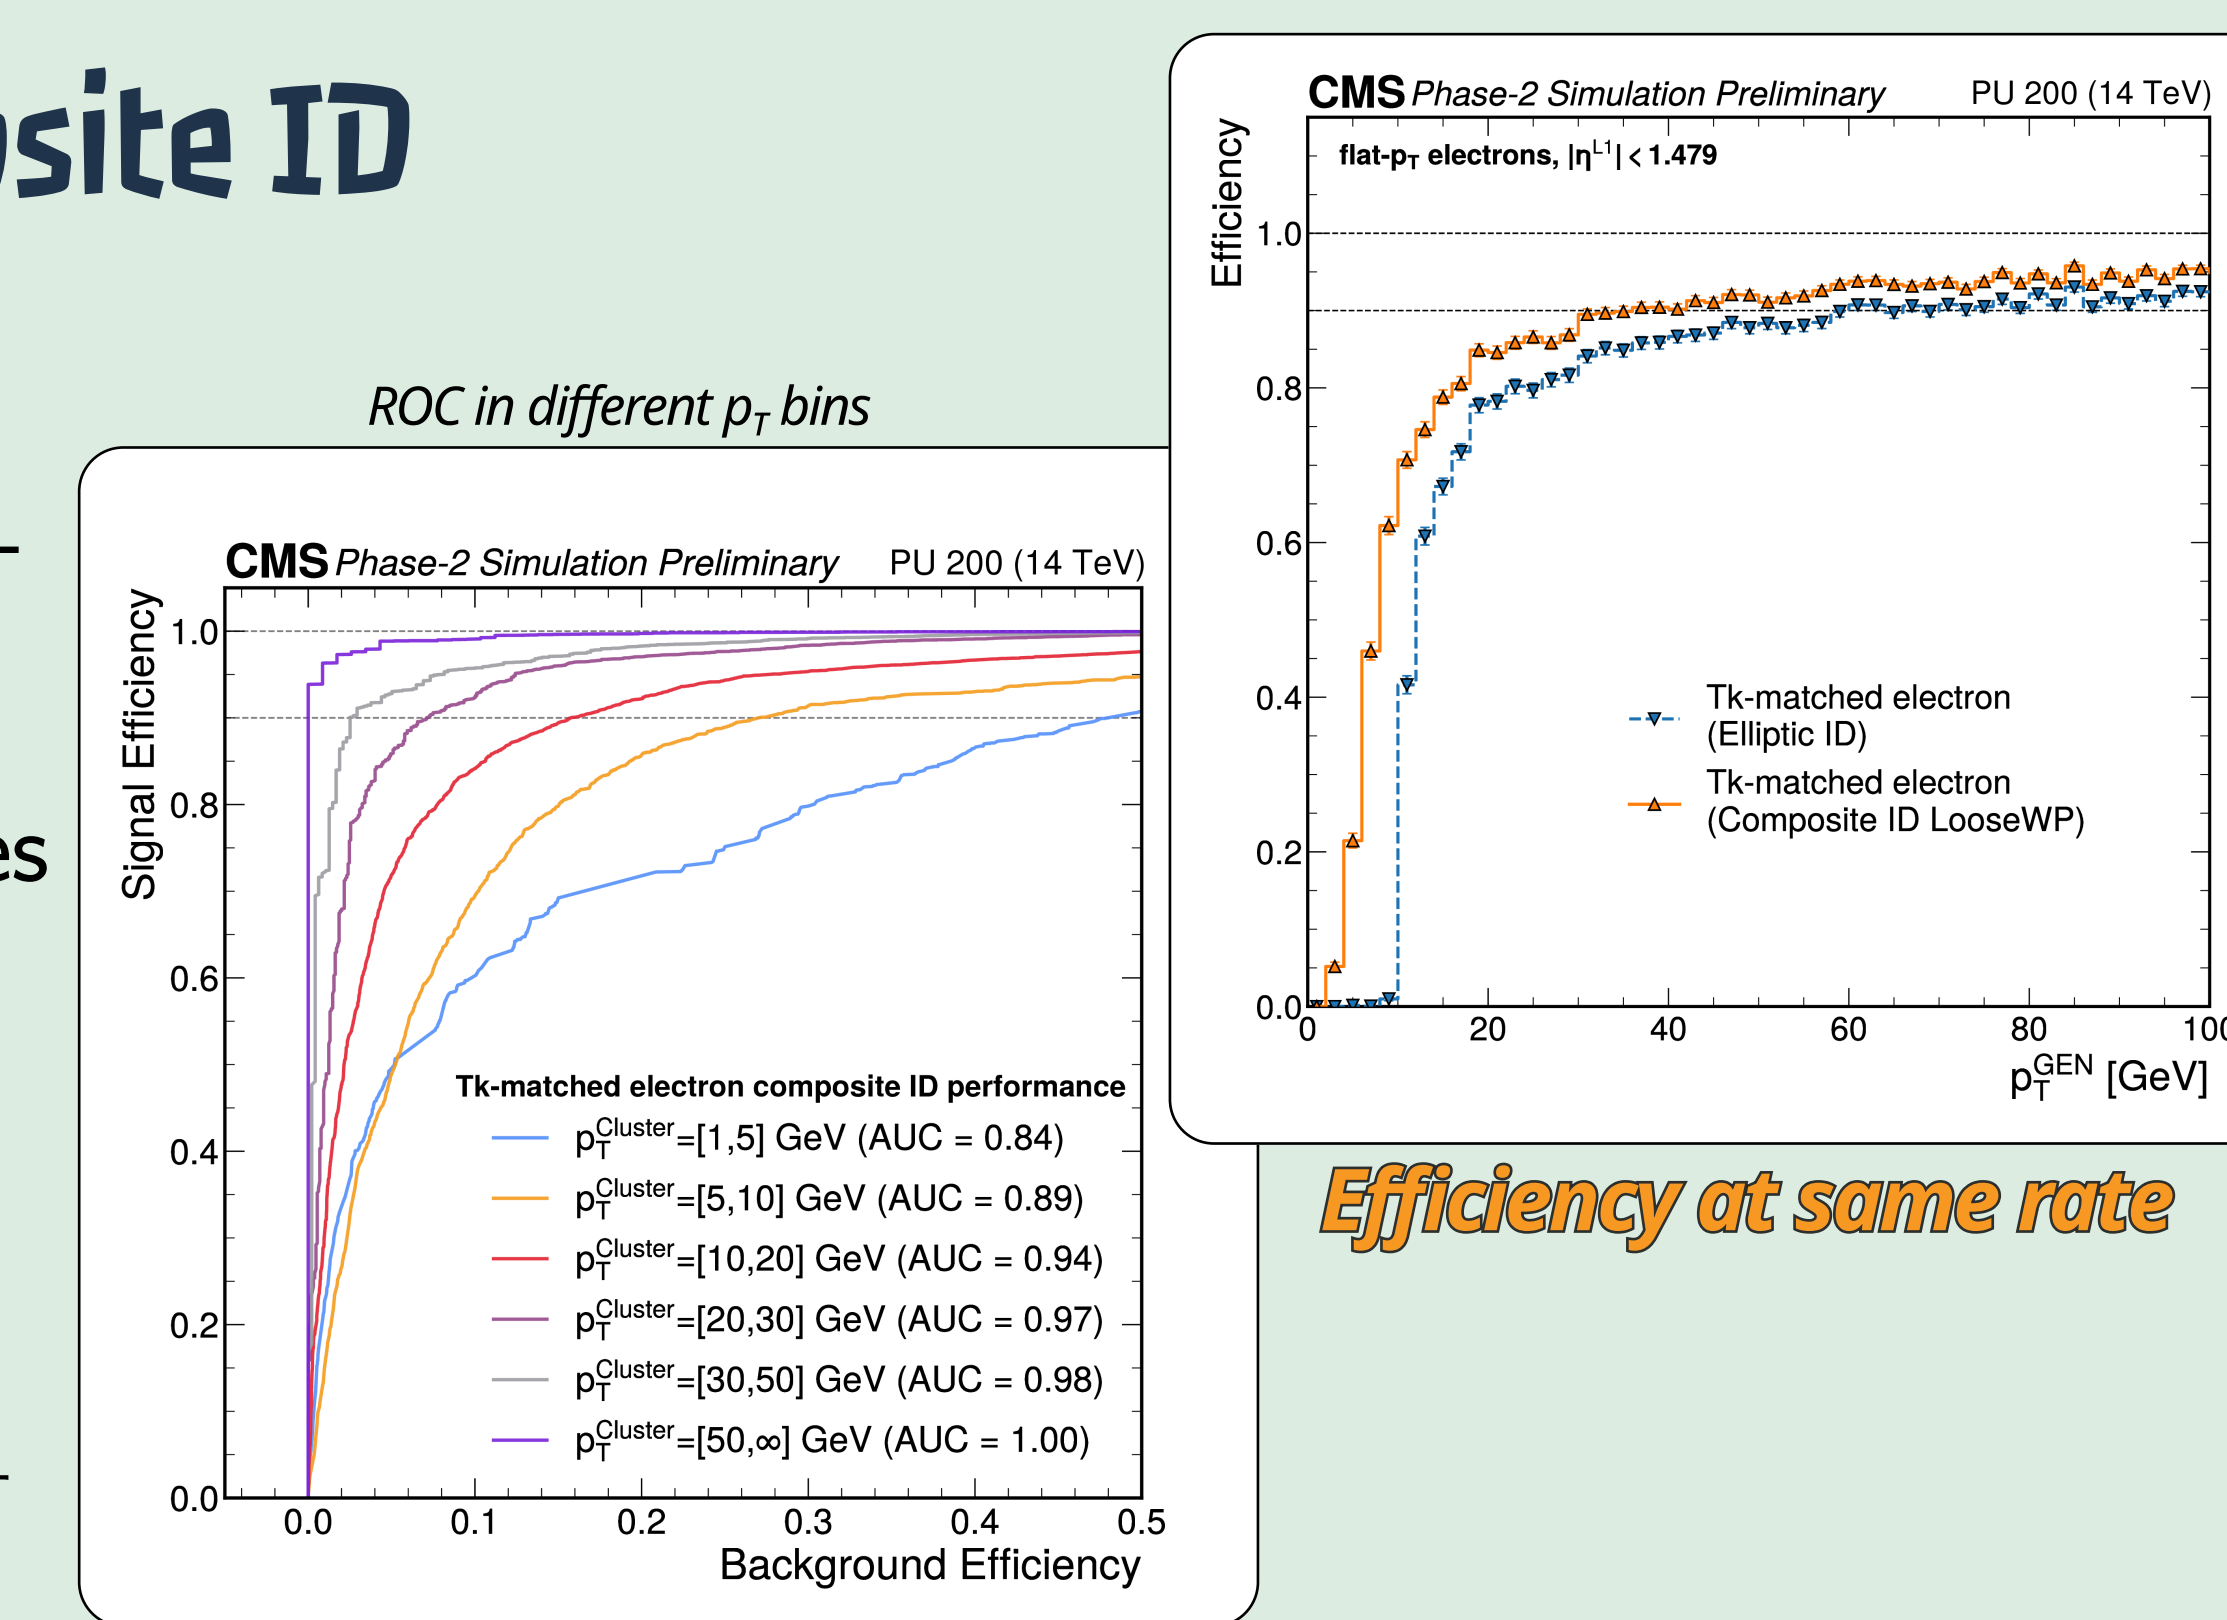 site ID
ROC in different pT bins
es
CMS Phase-2 Simulation Preliminary PU 200 (14 TeV)
Signal Efficiency
1.0
0.8
0.6
0.4
0.2
0.0
Tk-matched electron composite ID performance
pTCluster=[1,5] GeV (AUC = 0.84)
pTCluster=[5,10] GeV (AUC = 0.89)
pTCluster=[10,20] GeV (AUC = 0.94)
pTCluster=[20,30] GeV (AUC = 0.97)
pTCluster=[30,50] GeV (AUC = 0.98)
pTCluster=[50,∞] GeV (AUC = 1.00)
0.0 0.1 0.2 0.3 0.4 0.5
Background Efficiency
CMS Phase-2 Simulation Preliminary PU 200 (14 TeV)
Efficiency
flat-pT electrons, |ηL1| < 1.479
1.0
0.8
0.6
0.4
0.2
0.0
Tk-matched electron
(Elliptic ID)
Tk-matched electron
(Composite ID LooseWP)
0 20 40 60 80 100
pTGEN [GeV]
Efficiency at same rate